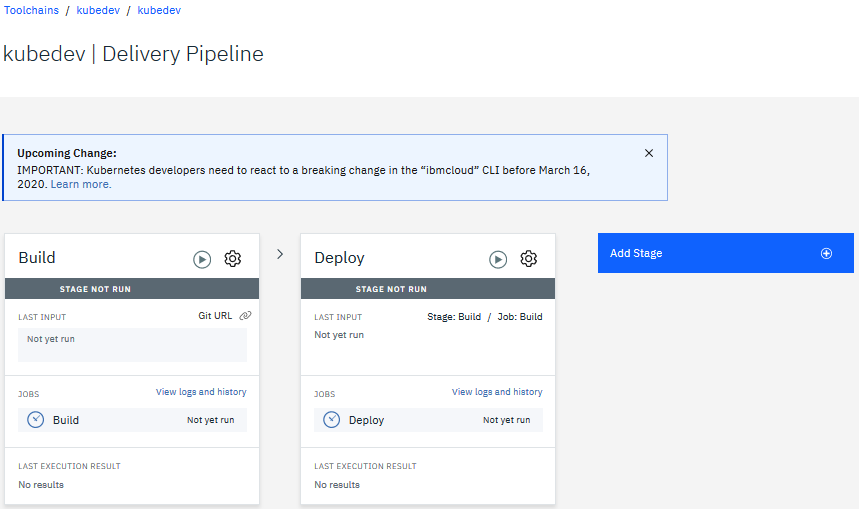 Toolchains / kubedev / kubedev
kubedev | Delivery Pipeline
Upcoming Change:
IMPORTANT: Kubernetes developers need to react to a breaking change in the “ibmcloud” CLI before March 16,
2020. Learn more.
Build
STAGE NOT RUN
LAST INPUT Git URL
Not yet run
JOBS View logs and history
Build Not yet run
LAST EXECUTION RESULT
No results
Deploy
STAGE NOT RUN
LAST INPUT Stage: Build / Job: Build
Not yet run
JOBS View logs and history
Deploy Not yet run
LAST EXECUTION RESULT
No results
Add Stage